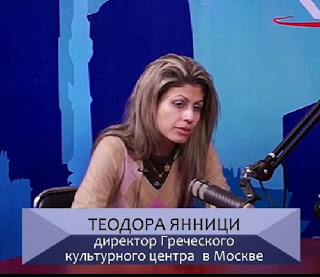 ТЕОДОРА ЯННИЦИ
директор Греческого
культурного центра в Москве